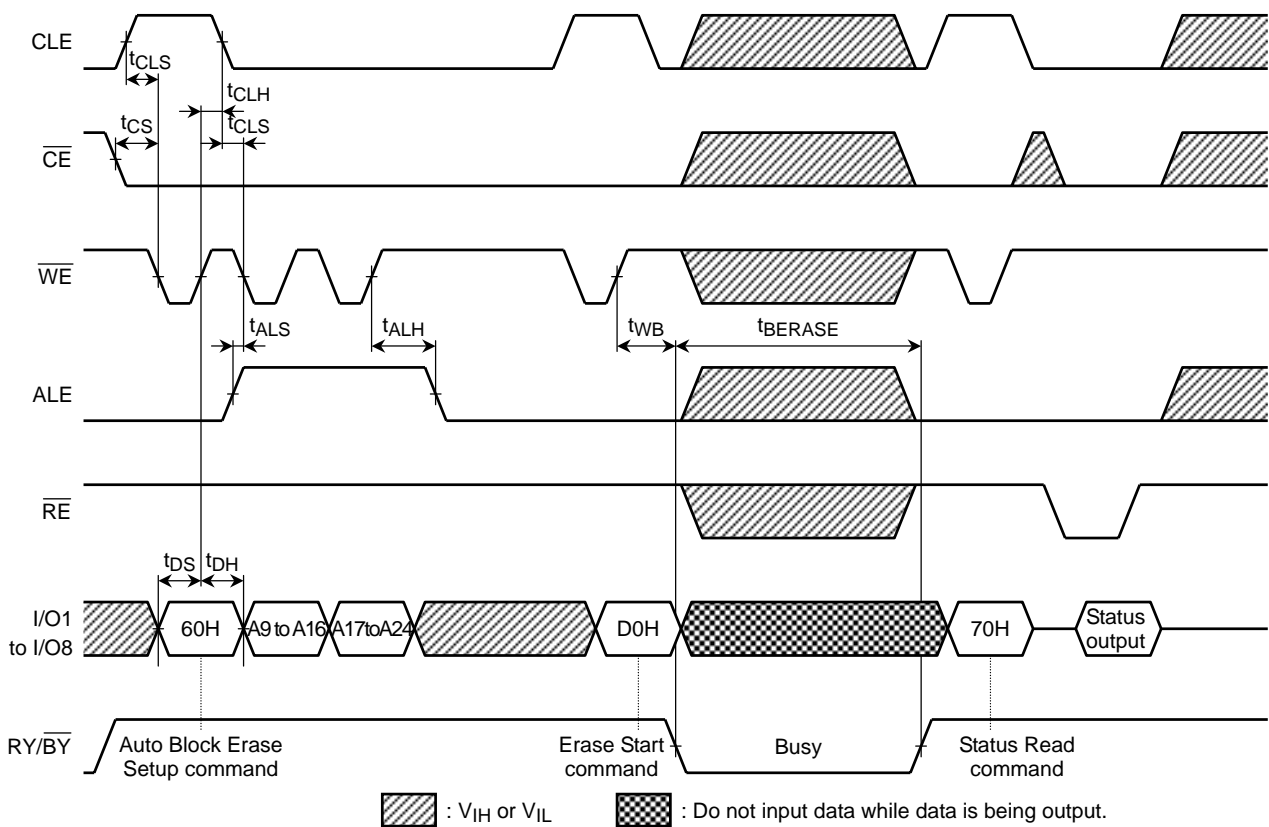 CLE
tCLS
tCLH
tCS
tCLS
CE
WE
tALS
tALH
tWB
tBERASE
ALE
RE
tDS
tDH
I/O1
to I/O8
60H
A9 to A16
A17 to A24
D0H
70H
Status
output
RY/BY
Auto Block Erase
Setup command
Erase Start
command
Busy
Status Read
command
: VIH or VIL
: Do not input data while data is being output.